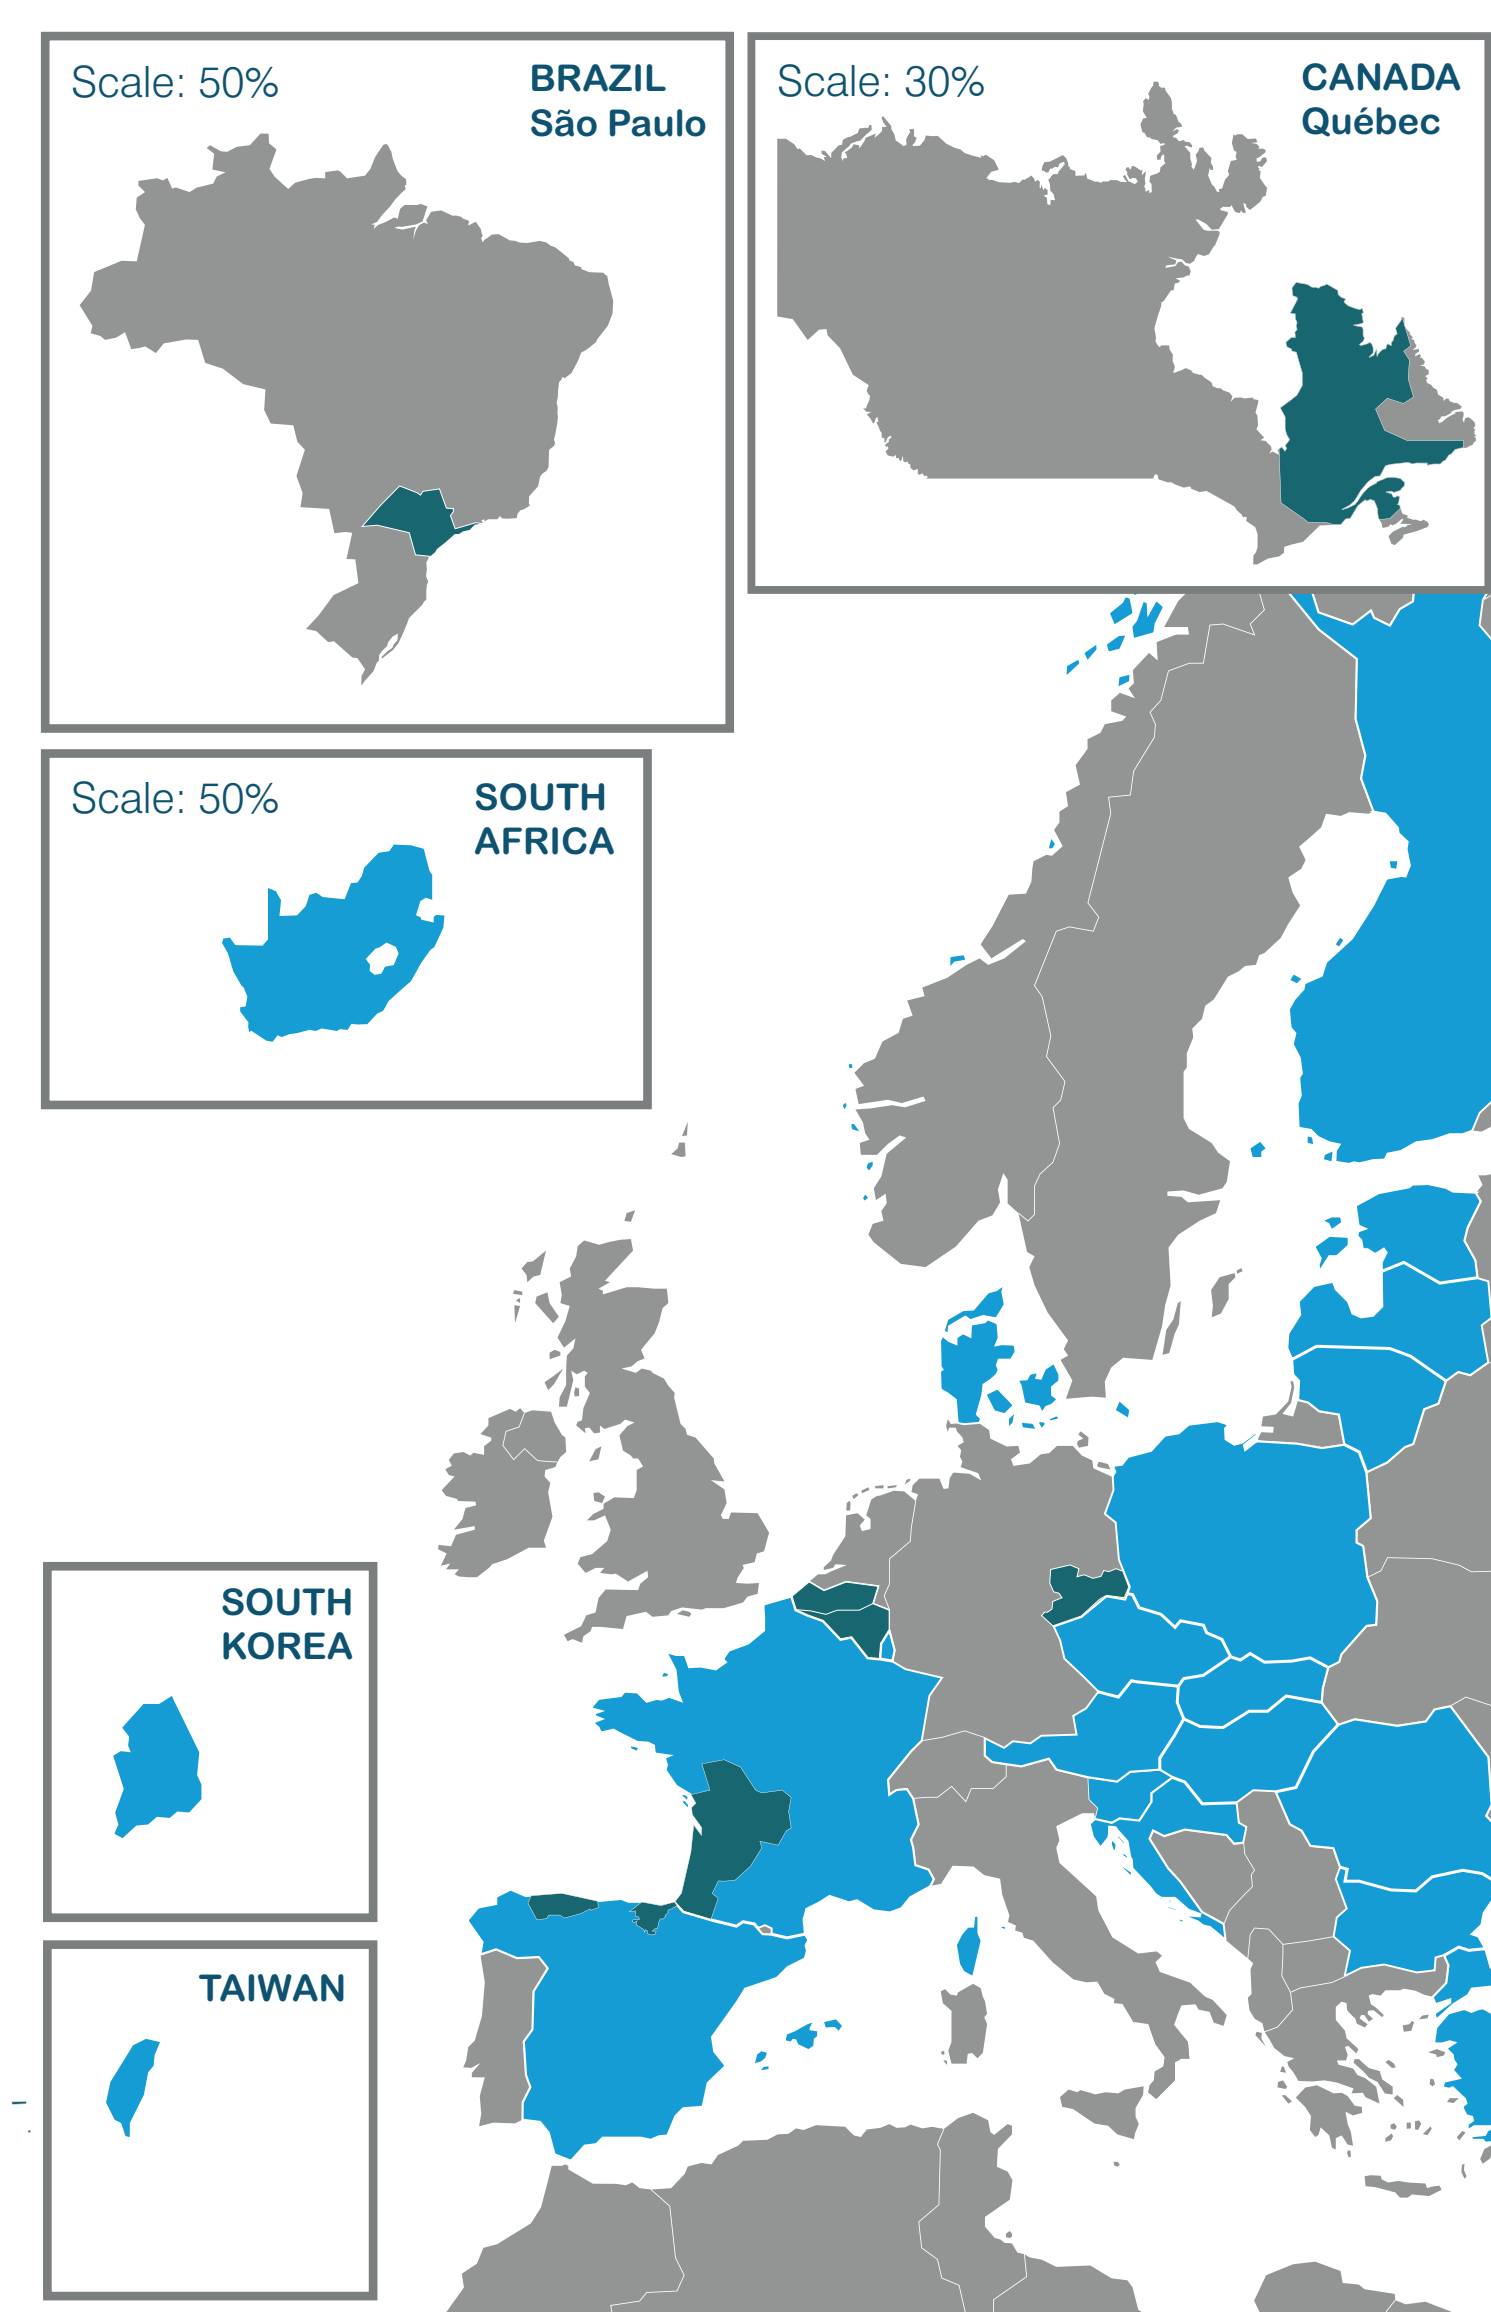 Scale: 50%
BRAZIL
São Paulo
Scale: 30%
CANADA
Québec
Scale: 50%
SOUTH
AFRICA
SOUTH
KOREA
TAIWAN